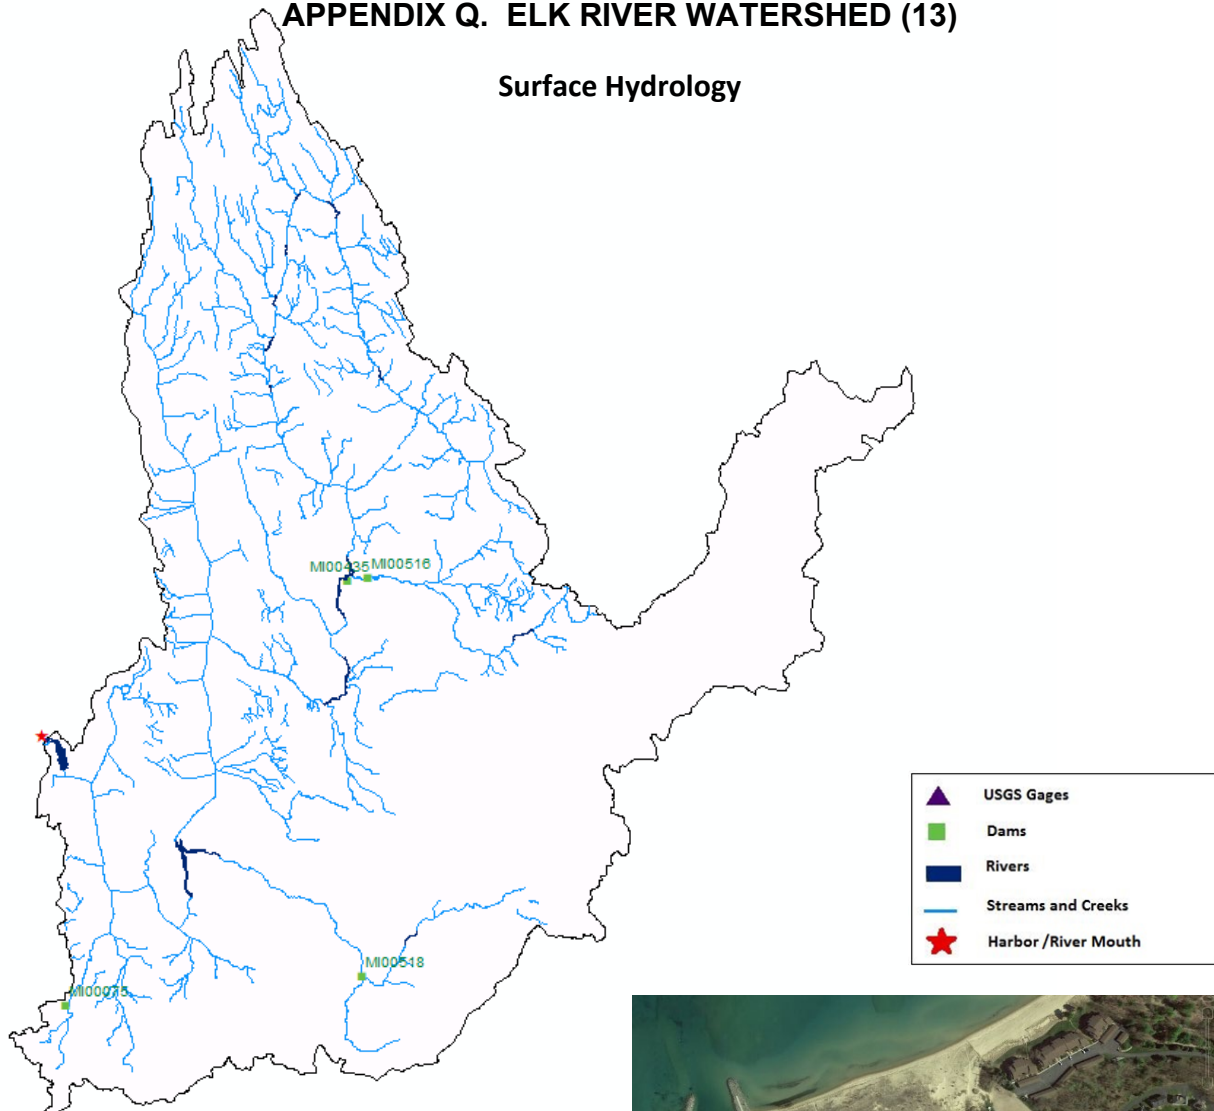 APPENDIX Q. ELK RIVER WATERSHED (13)
Surface Hydrology
MI00435 MI00516
USGS Gages
Dams
Rivers
Streams and Creeks
Harbor /River Mouth
MI00518
MI00075